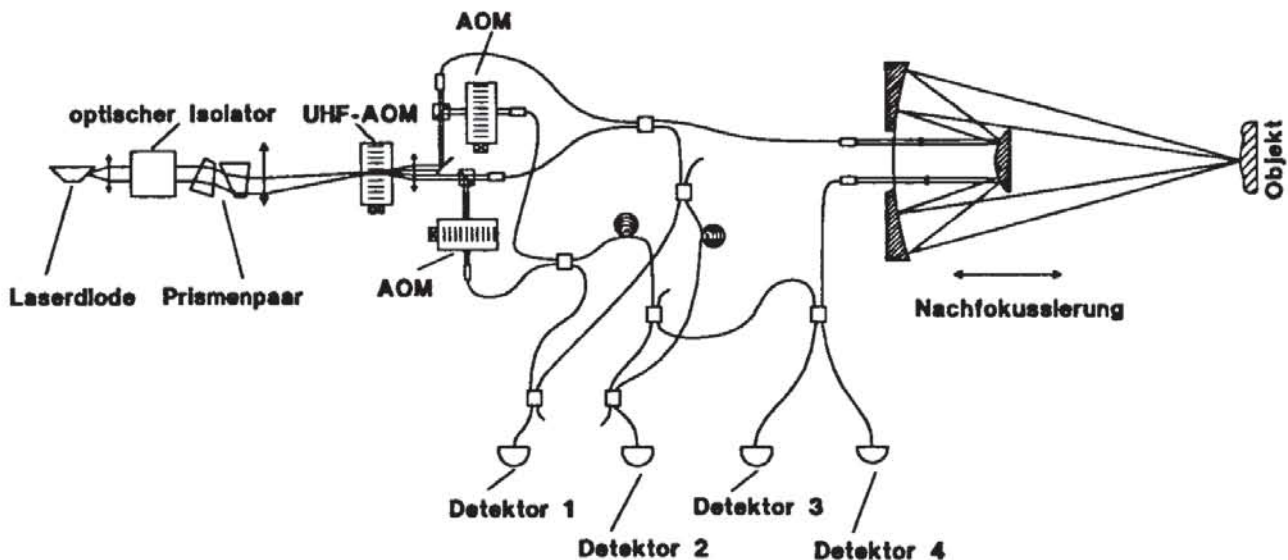 AOM
optischer Isolator
UHF-AOM
Objekt
Laserdiode
Prismenpaar
AOM
Nachfokussierung
Detektor 1
Detektor 2
Detektor 3
Detektor 4